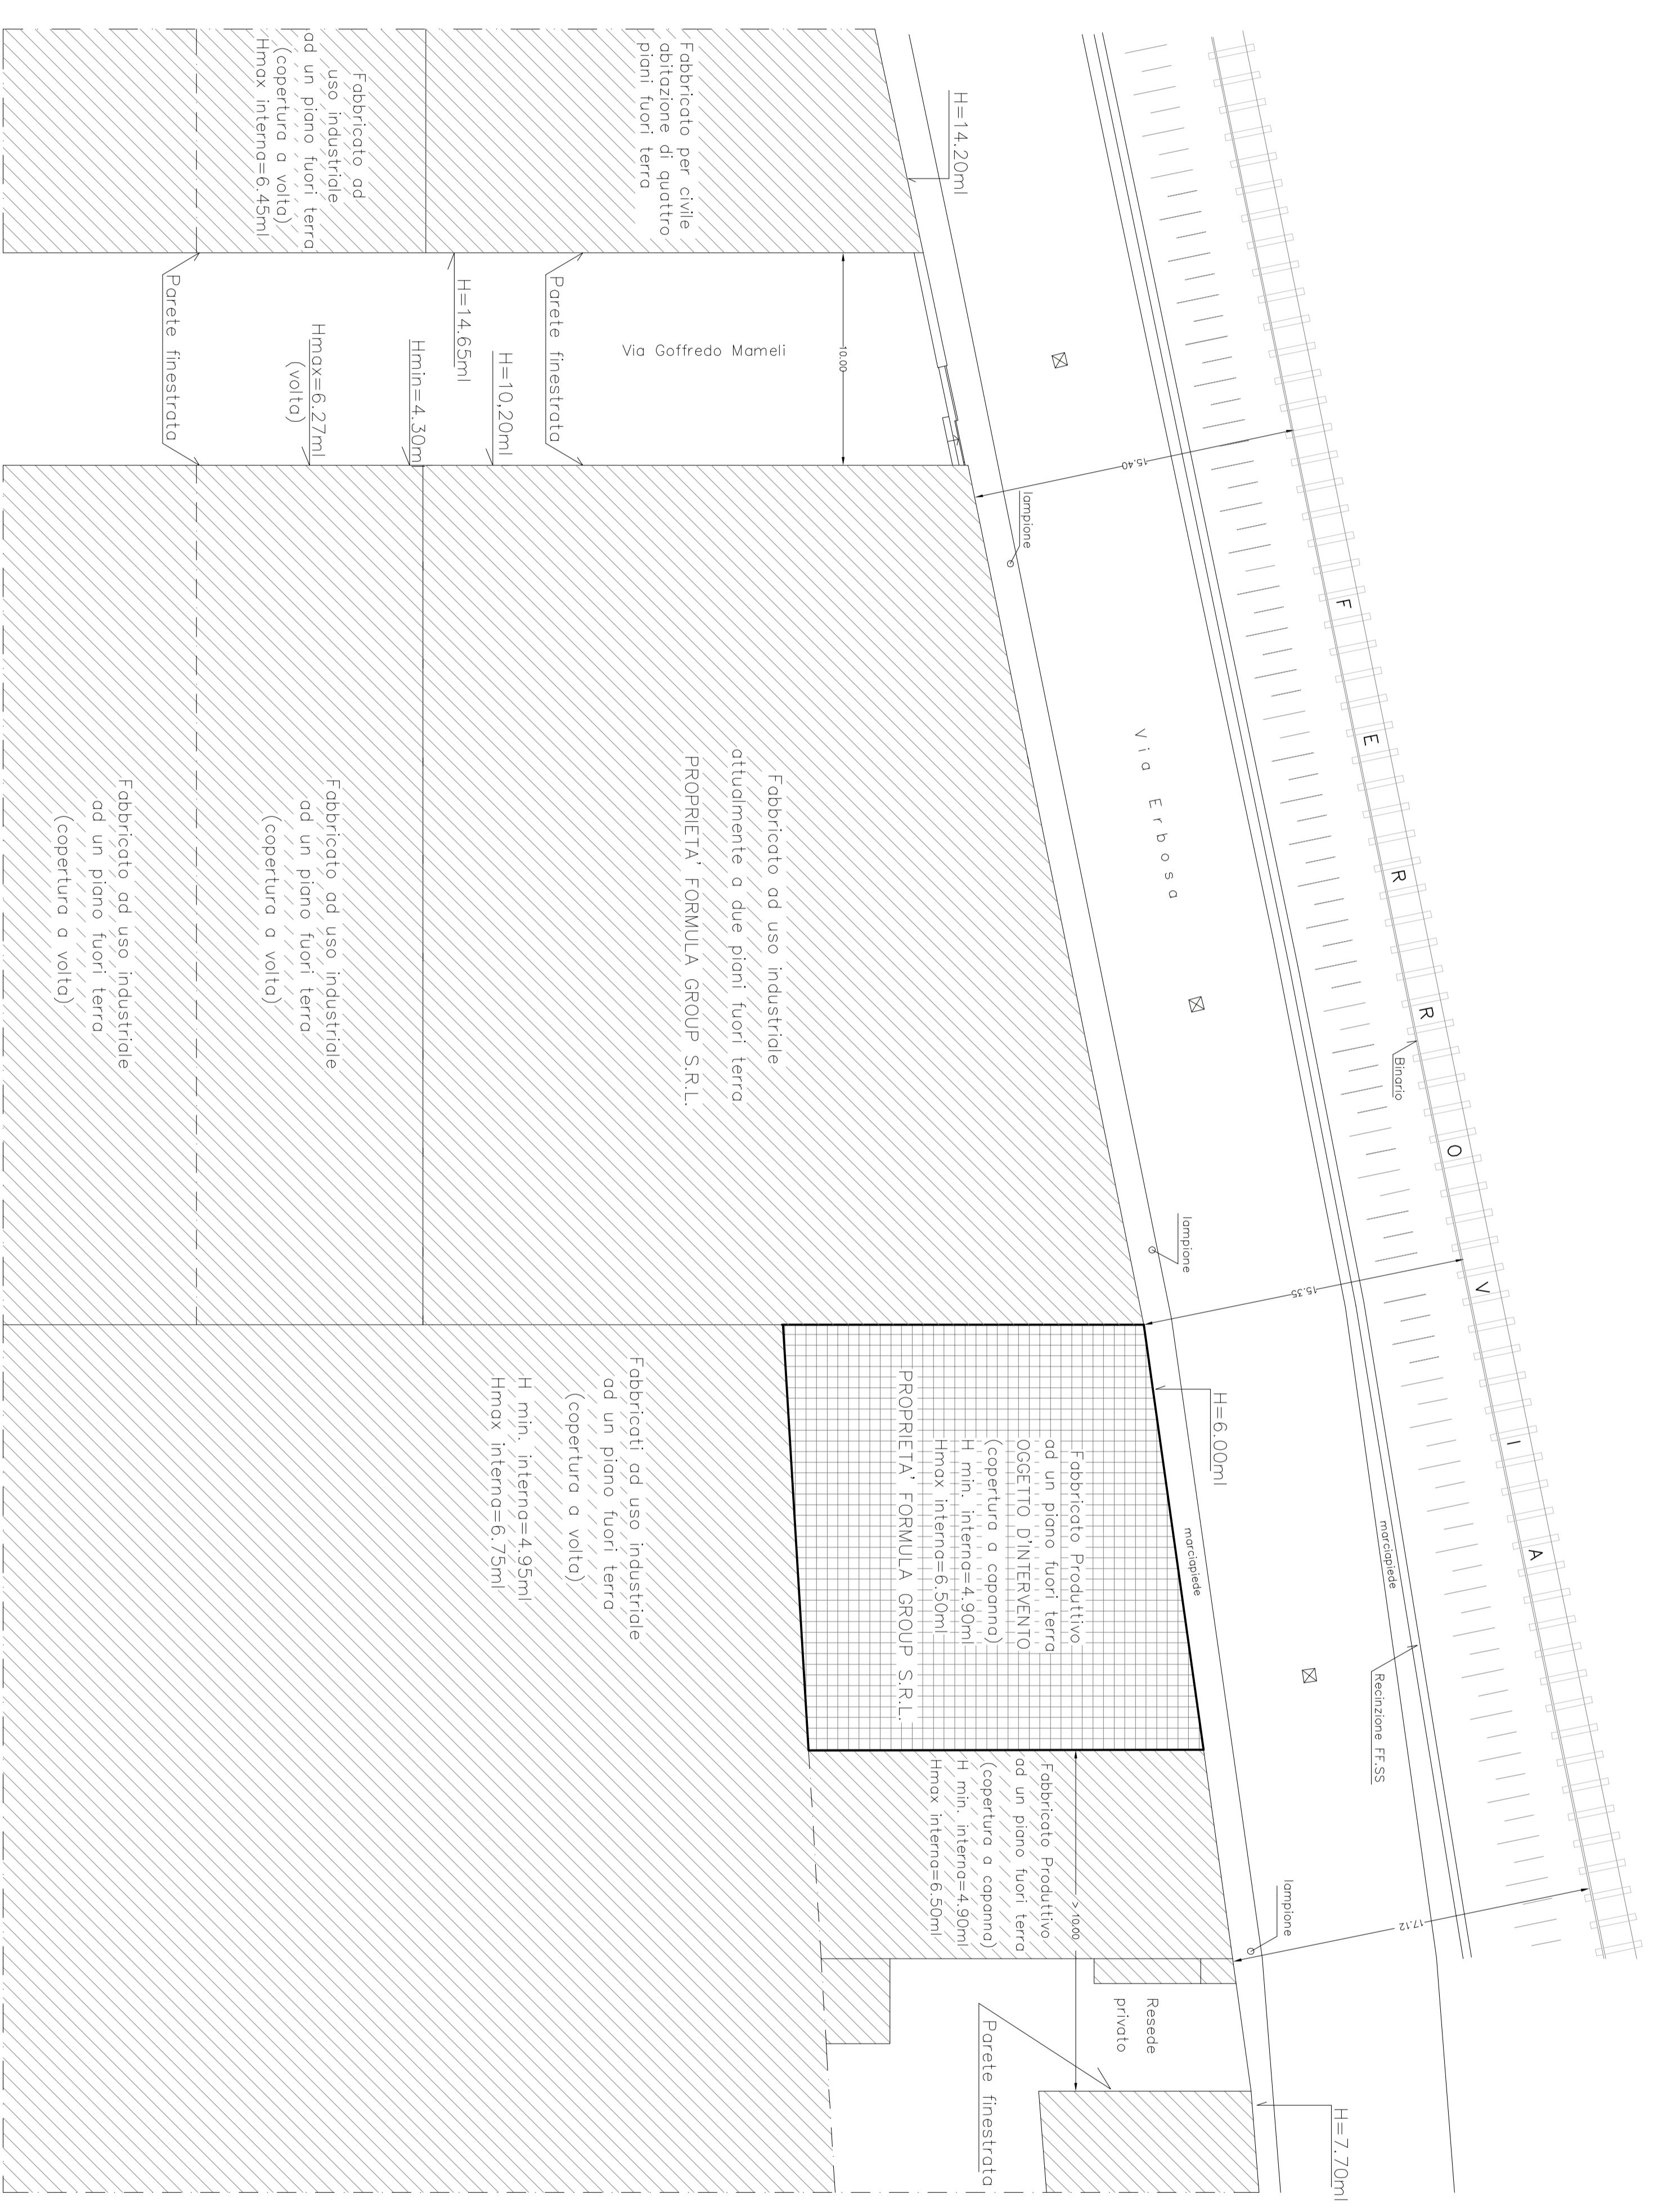 F E R R O V I A
Binario
15.40
15.35
17.12
Recinzione FF.SS
marciapiede
Via Erbosa
lampione
lampione
lampione
marciapiede
H=14.20ml
H=6.00ml
H=7.70ml
Fabbricato per civile
abitazione di quattro
piani fuori terra
10.00
Via Goffredo Mameli
Parete finestrata
H=10,20ml
H=14.65ml
Hmin=4.30m
Hmax=6.27ml
(volta)
Parete finestrata
Fabbricato ad
uso industriale
ad un piano fuori terra
(copertura a volta)
Hmax interna=6.45ml
Fabbricato ad uso industriale
attualmente a due piani fuori terra
PROPRIETA' FORMULA GROUP S.R.L.
Fabbricato ad uso industriale
ad un piano fuori terra
(copertura a volta)
Fabbricato ad uso industriale
ad un piano fuori terra
(copertura a volta)
Fabbricato Produttivo
ad un piano fuori terra
OGGETTO D'INTERVENTO
(copertura a capanna)
H min. interna=4.90ml
Hmax interna=6.50ml
PROPRIETA' FORMULA GROUP S.R.L.
> 10.00
Fabbricato Produttivo
ad un piano fuori terra
(copertura a capanna)
H min. interna=4.90ml
Hmax interna=6.50ml
Resede
privato
Parete finestrata
Fabbricati ad uso industriale
ad un piano fuori terra
(copertura a volta)
H min. interna=4.95ml
Hmax interna=6.75ml